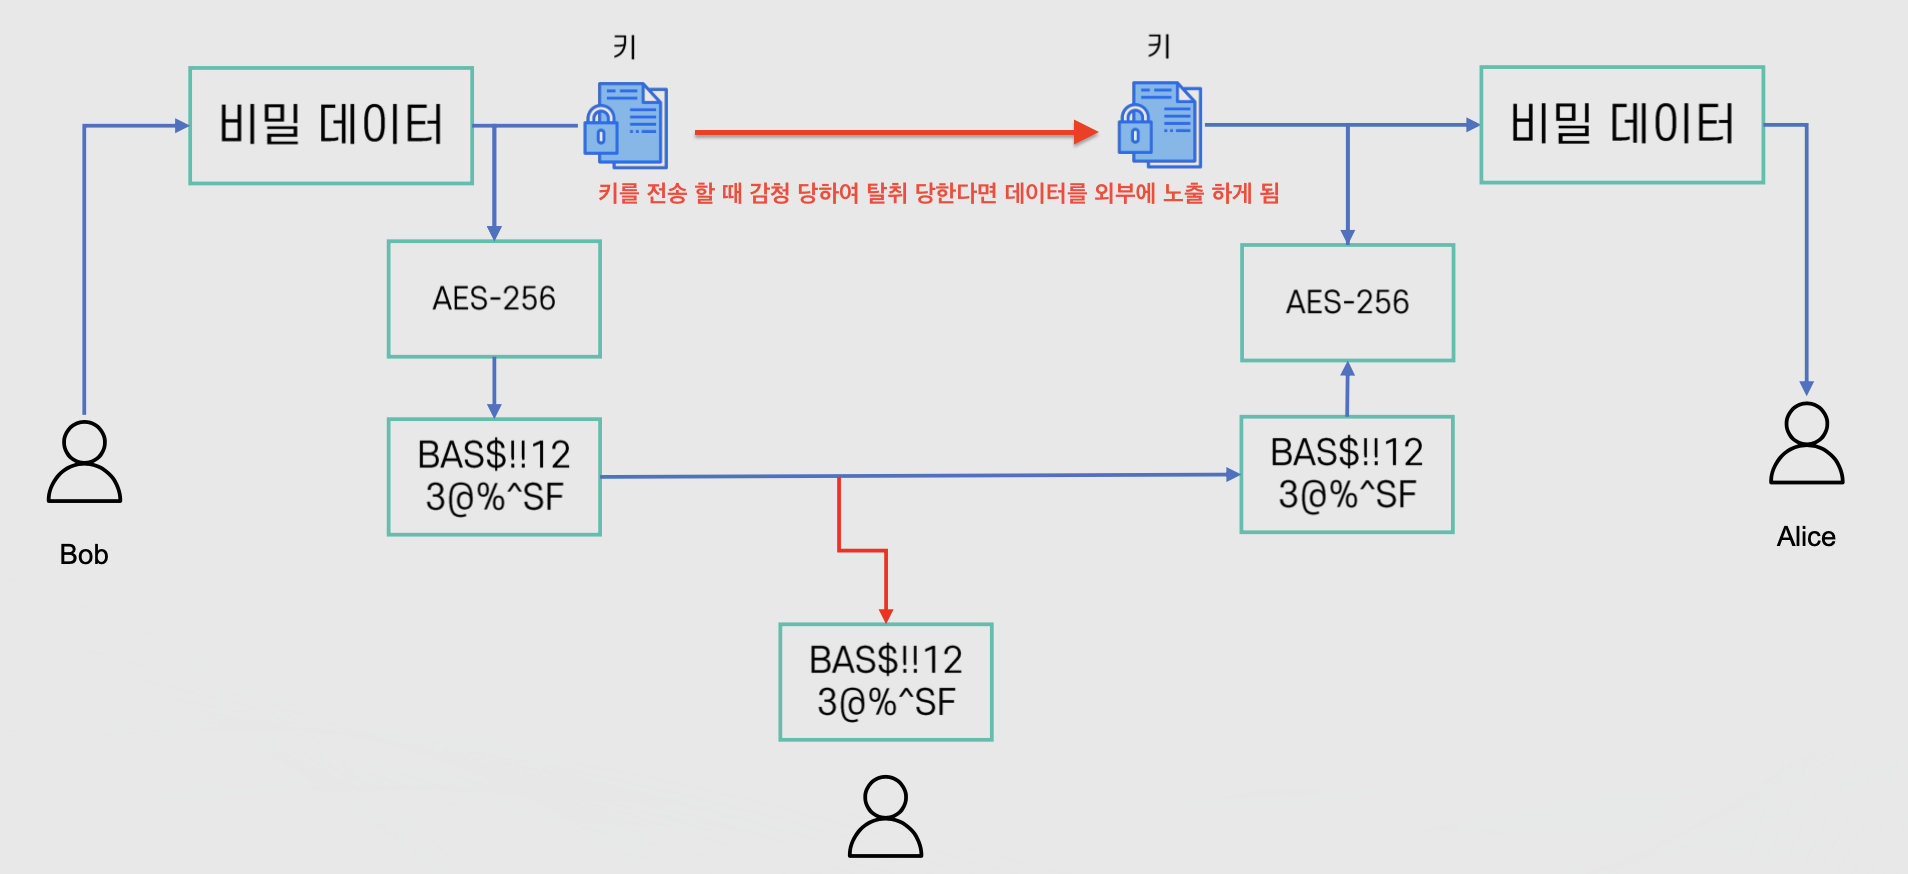 키
키
비밀 데이터
비밀 데이터
키를 전송 할 때 감청 당하여 탈취 당한다면 데이터를 외부에 노출 하게 됨
AES-256
AES-256
BAS$!!12
3@%^SF
BAS$!!12
3@%^SF
Bob
Alice
BAS$!!12
3@%^SF